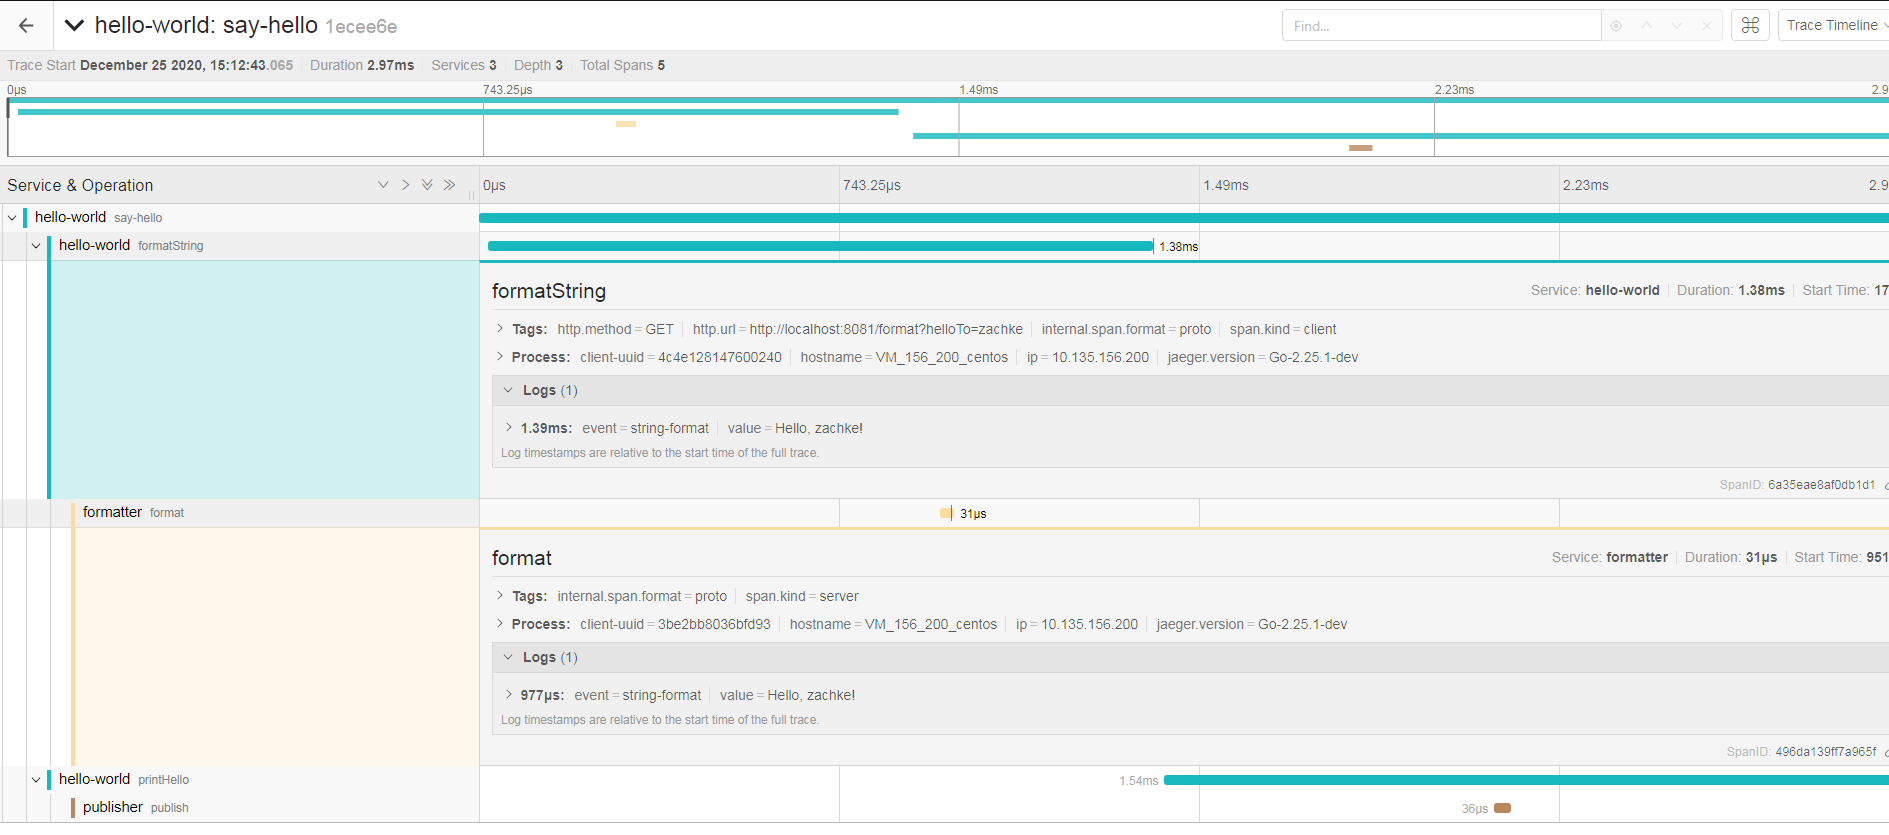 hello-world: say-hello 1ecee6e Find... Trace Timeline
Trace Start December 25 2020, 15:12:43.065 Duration 2.97ms Services 3 Depth 3 Total Spans 5
0μs 743.25μs 1.49ms 2.23ms 2.9
Service & Operation 0μs 743.25μs 1.49ms 2.23ms 2.9
hello-world say-hello
hello-world formatString 1.38ms
formatString Service: hello-world Duration: 1.38ms Start Time: 17
Tags: http.method = GET http.url = http://localhost:8081/format?helloTo=zachke internal.span.format = proto span.kind = client
Process: client-uuid = 4c4e128147600240 hostname = VM_156_200_centos ip = 10.135.156.200 jaeger.version = Go-2.25.1-dev
Logs (1)
1.39ms: event = string-format value = Hello, zachke!
Log timestamps are relative to the start time of the full trace.
SpanID: 6a35eae8af0db1d1
formatter format 31μs
format Service: formatter Duration: 31μs Start Time: 951
Tags: internal.span.format = proto span.kind = server
Process: client-uuid = 3be2bb8036bfd93 hostname = VM_156_200_centos ip = 10.135.156.200 jaeger.version = Go-2.25.1-dev
Logs (1)
977μs: event = string-format value = Hello, zachke!
Log timestamps are relative to the start time of the full trace.
SpanID: 496da139ff7a965f
hello-world printHello 1.54ms
publisher publish 36μs